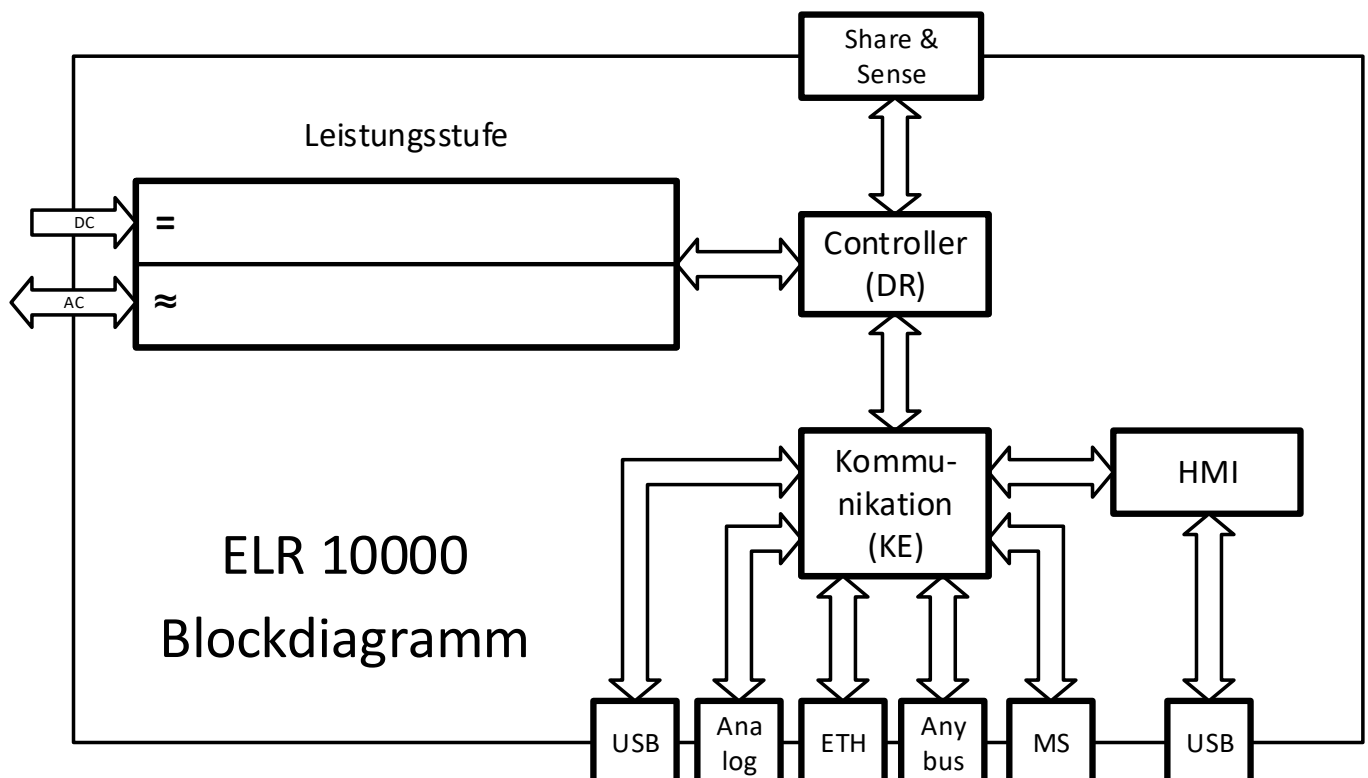 Share &
Sense
Leistungsstufe
DC
=
Controller
(DR)
AC
≈
Kommu-
nikation
(KE)
HMI
ELR 10000
Blockdiagramm
USB
Ana
log
ETH
Any
bus
MS
USB